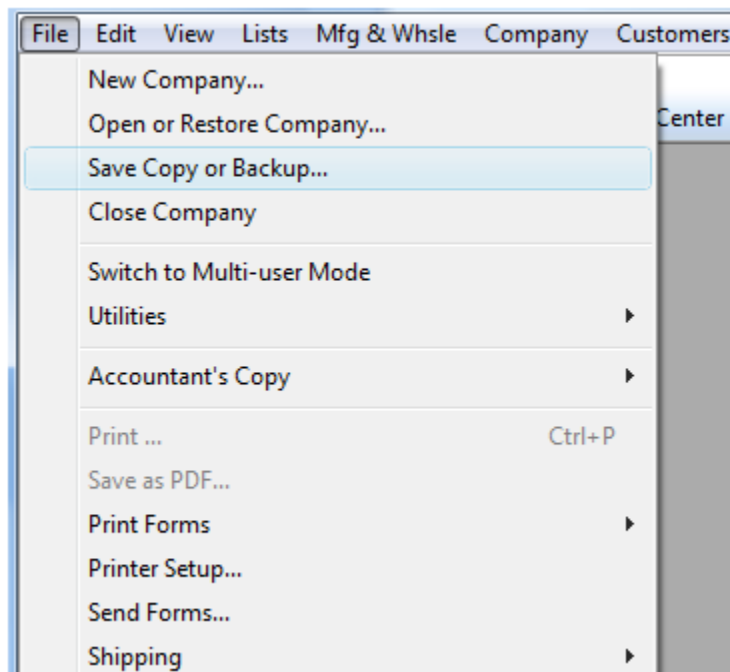 File Edit View Lists Mfg & Whsle Company Customers
New Company...
Open or Restore Company...
Center
Save Copy or Backup...
Close Company
Switch to Multi-user Mode
Utilities
Accountant's Copy
Print ... Ctrl+P
Save as PDF...
Print Forms
Printer Setup...
Send Forms...
Shipping